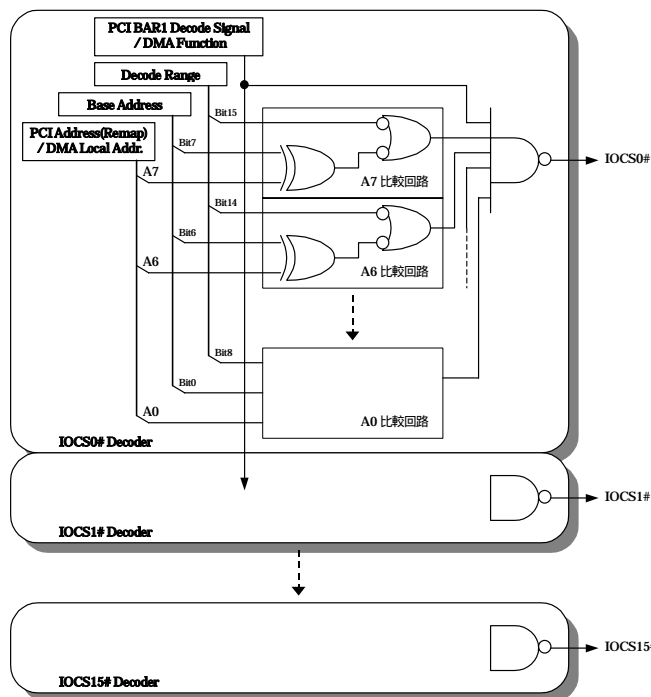 PCI BAR1 Decode Signal
/ DMA Function
Decode Range
Base Address
PCI Address(Remap)
/ DMA Local Addr.
Bit15
Bit7
A7
A7 比較回路
IOCS0#
Bit14
Bit6
A6
A6 比較回路
Bit8
Bit0
A0
A0 比較回路
IOCS0# Decoder
IOCS1#
IOCS1# Decoder
IOCS15#
IOCS15# Decoder